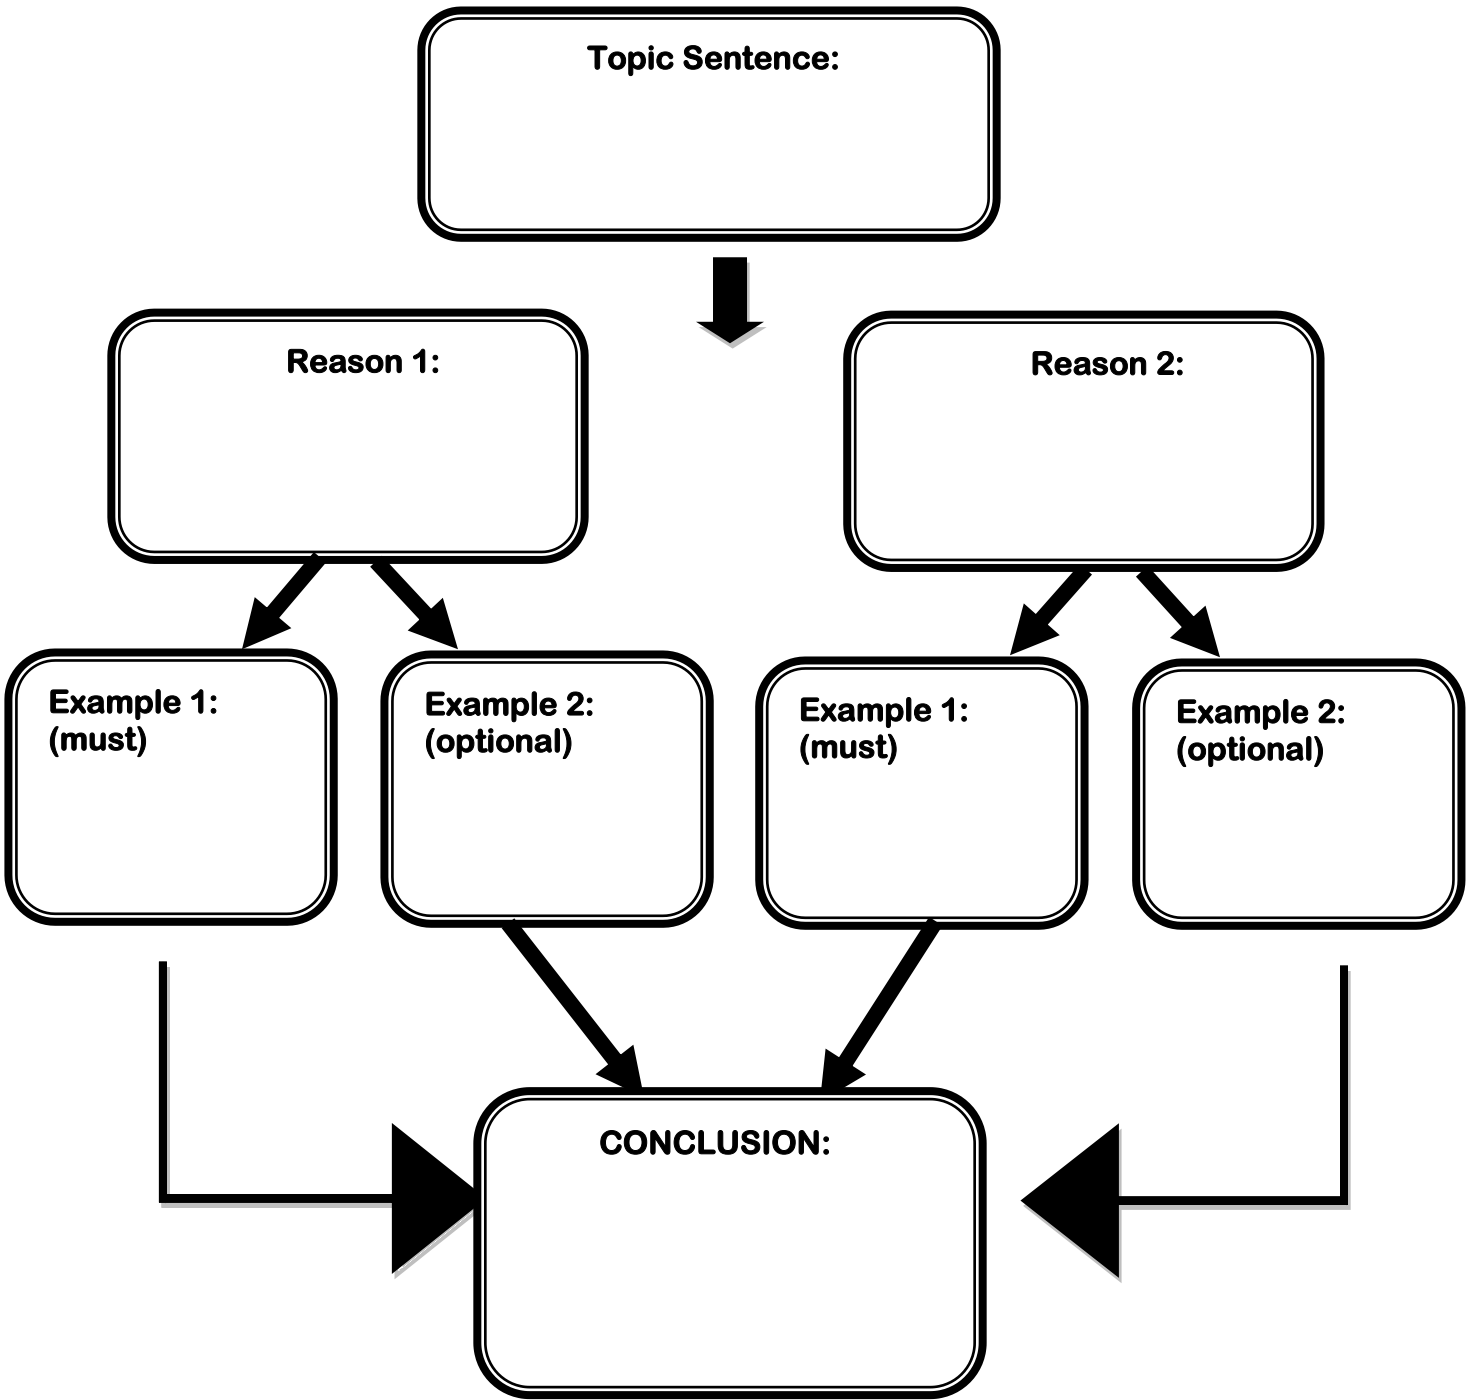 Topic Sentence:
Reason 1:
Reason 2:
Example 1:
(must)
Example 2:
(optional)
Example 1:
(must)
Example 2:
(optional)
CONCLUSION: